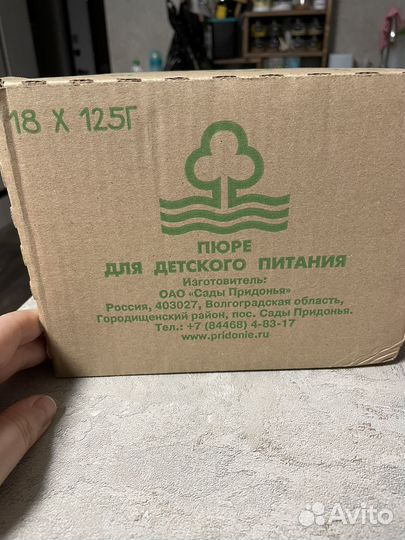 18 X 125Г
ПЮРЕ
ДЛЯ ДЕТСКОГО ПИТАНИЯ
Изготовитель:
ОАО «Сады Придонья»
Россия, 403027, Волгоградская область,
Городищенский район, пос. Сады Придонья.
Тел.: +7 (84468) 4-83-17
www.pridonie.ru
Avito